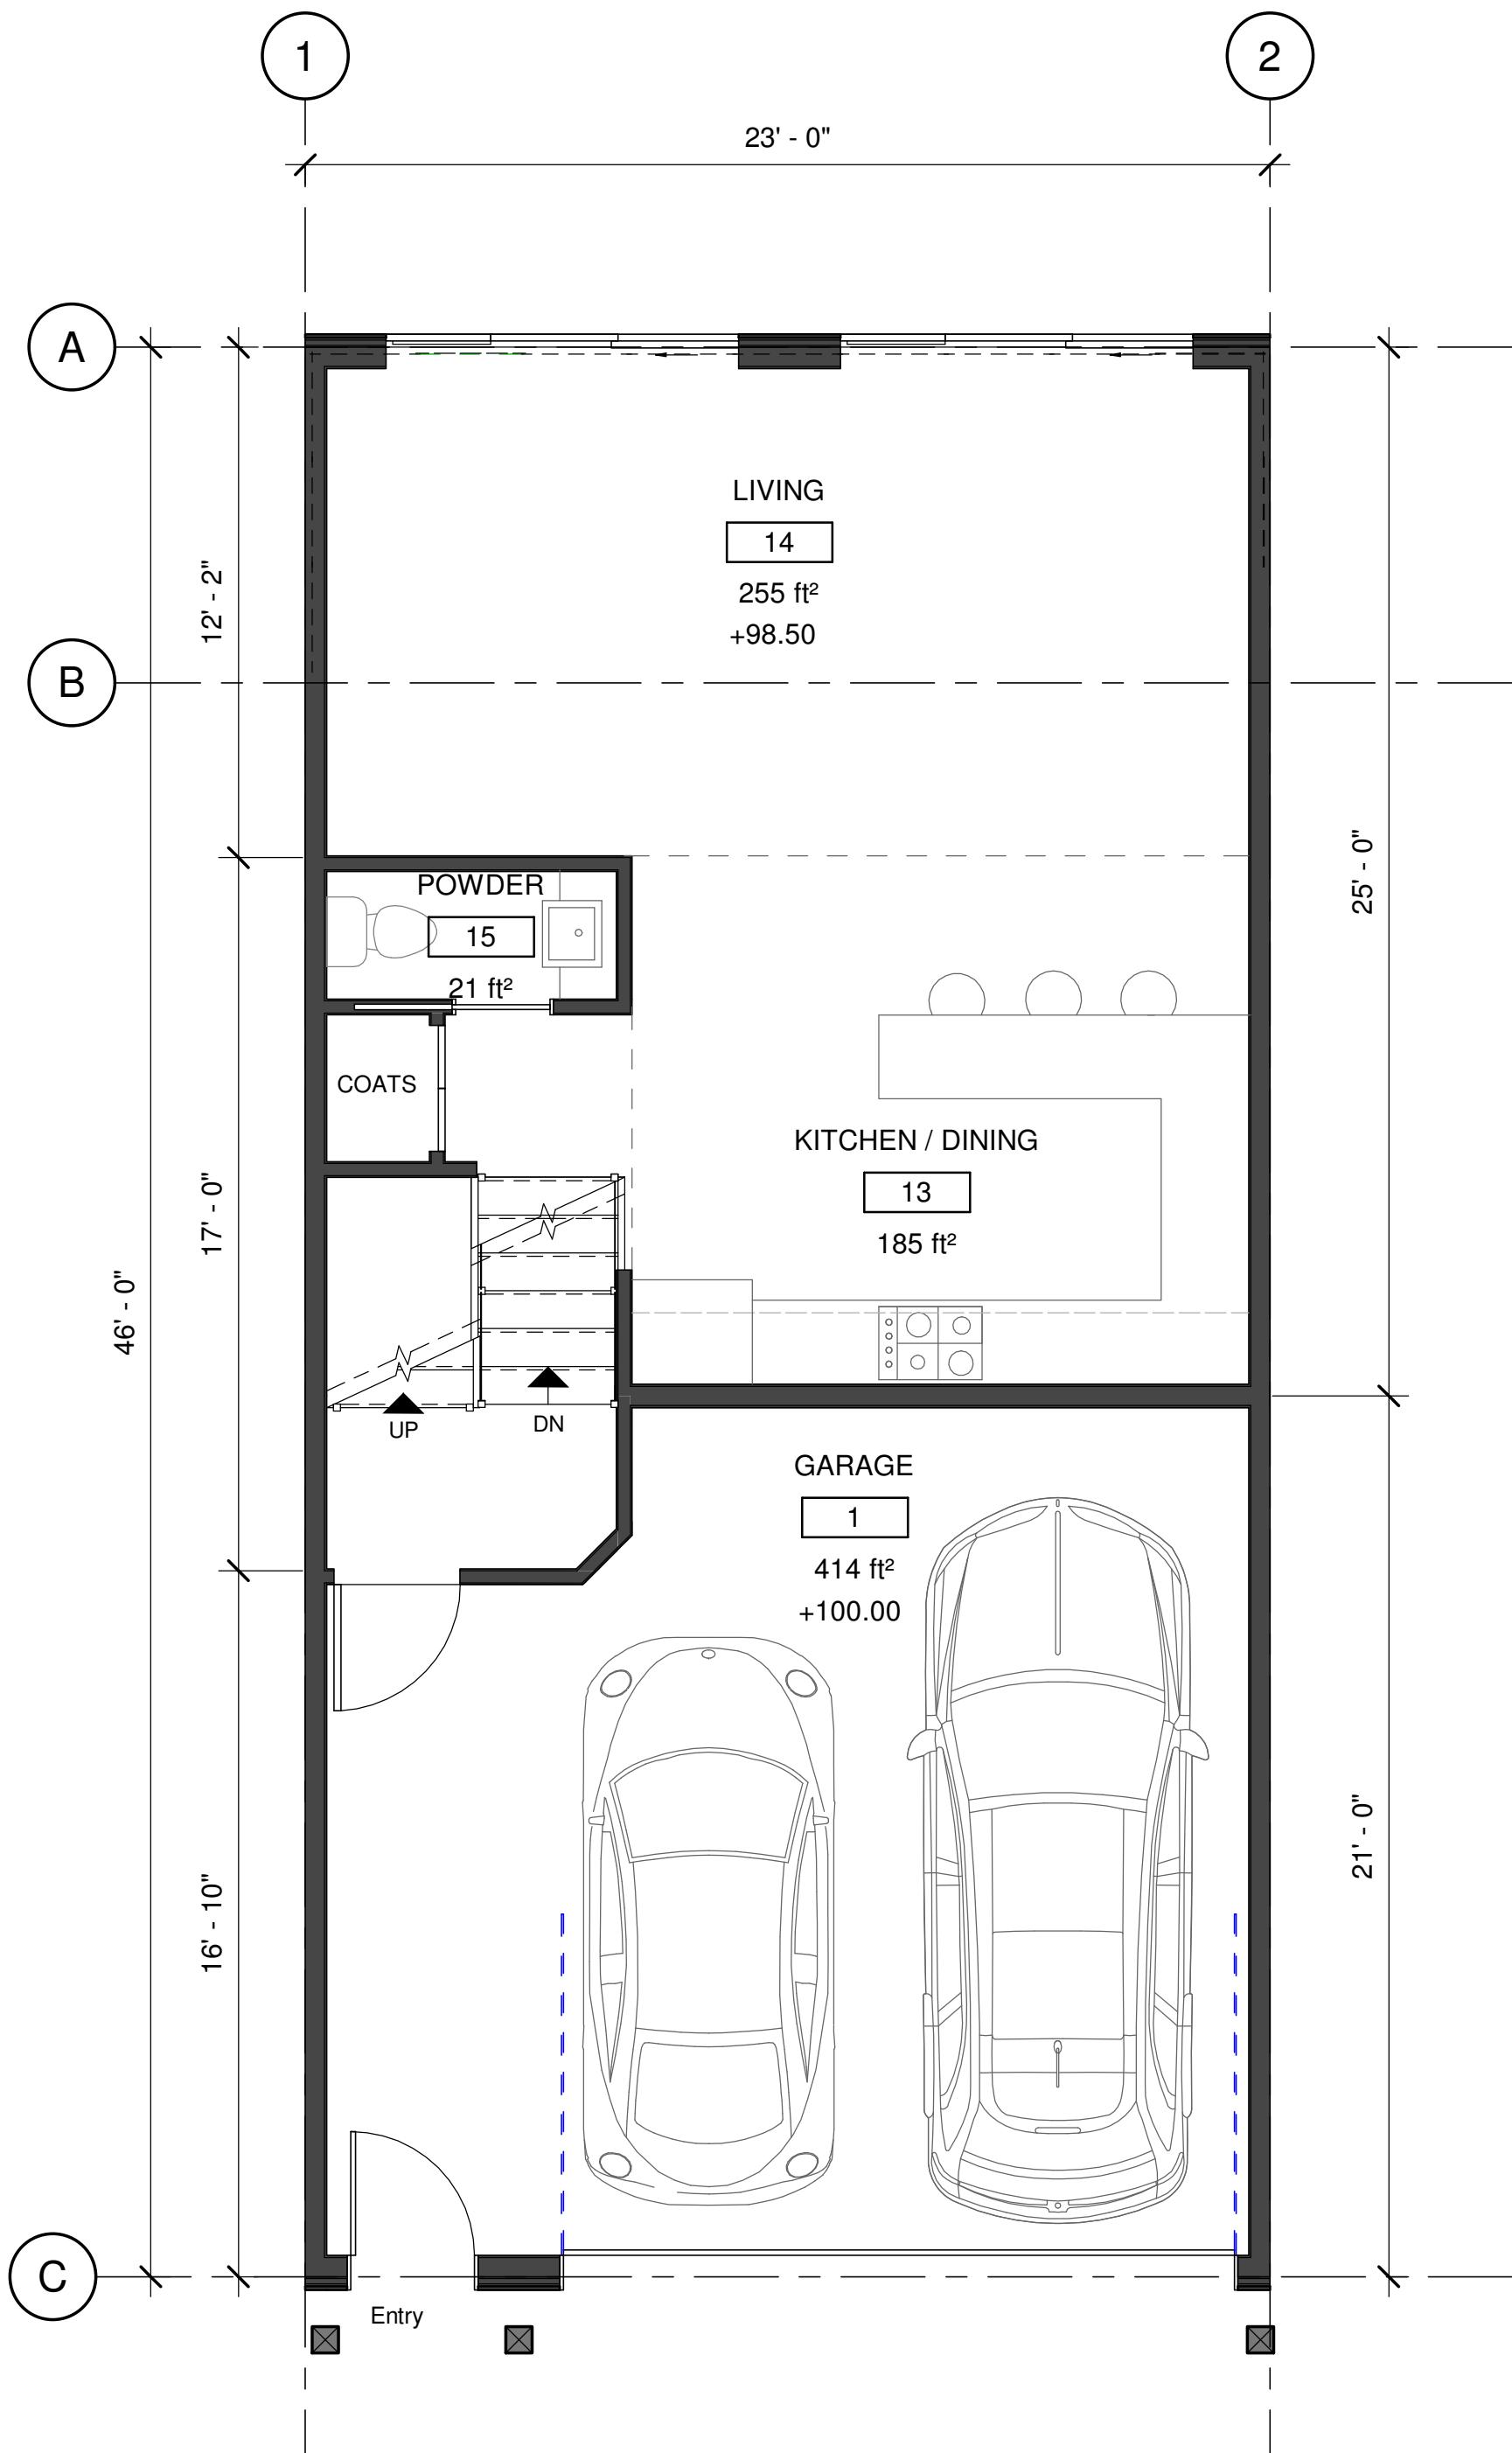 1
2
23' - 0"
A
LIVING
14
255 ft²
+98.50
12' - 2"
B
25' - 0"
POWDER
15
21 ft²
COATS
KITCHEN / DINING
13
185 ft²
17' - 0"
46' - 0"
UP
DN
GARAGE
1
414 ft²
+100.00
21' - 0"
16' - 10"
C
Entry